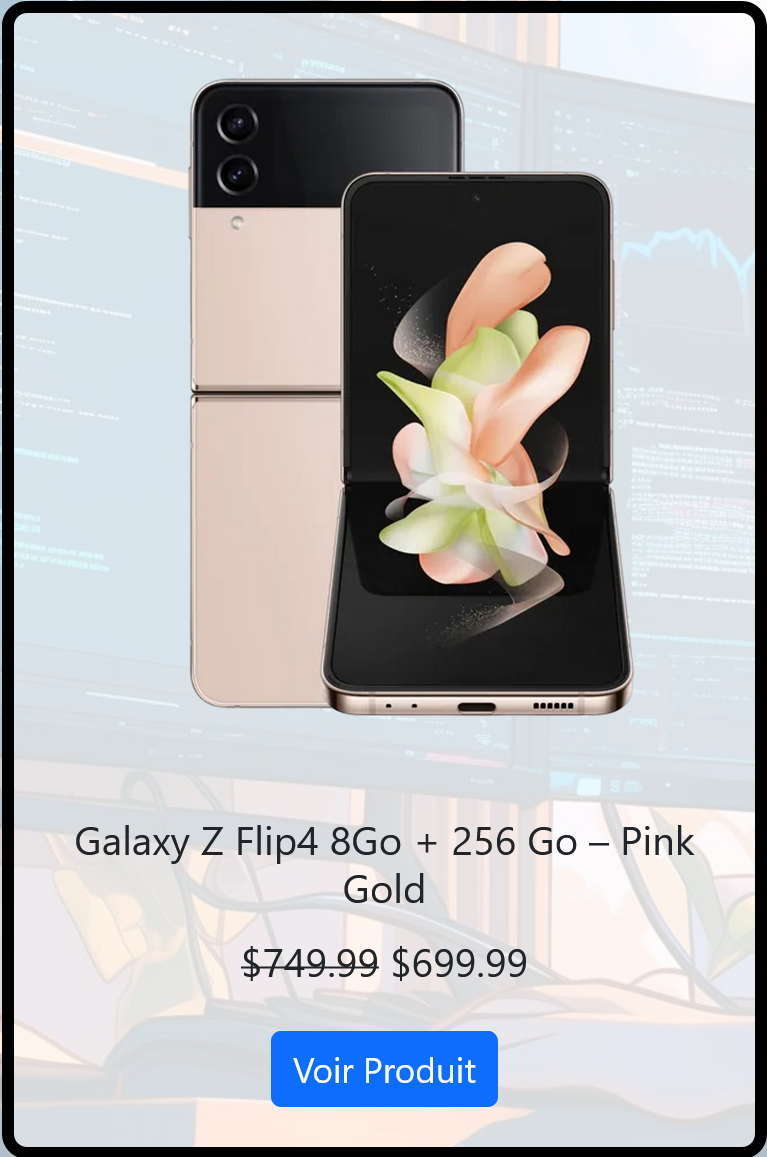 Galaxy Z Flip4 8Go + 256 Go – Pink
Gold
$749.99 $699.99
Voir Produit